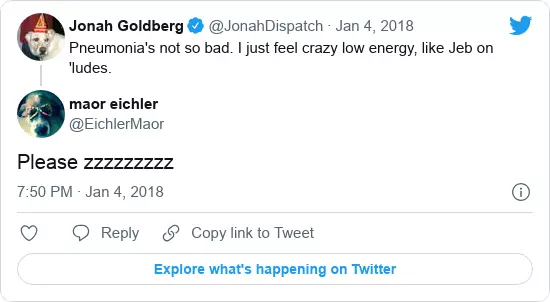 Jonah Goldberg @JonahDispatch · Jan 4, 2018
Pneumonia's not so bad. I just feel crazy low energy, like Jeb on
'ludes.
maor eichler
@EichlerMaor
Please zzzzzzzzz
7:50 PM · Jan 4, 2018
Reply Copy link to Tweet
Explore what's happening on Twitter